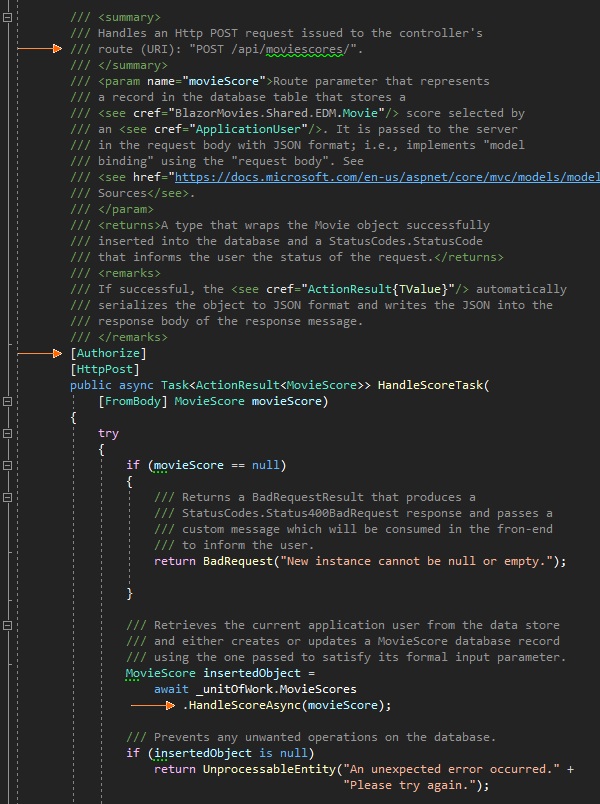 /// <summary>
/// Handles an Http POST request issued to the controller's
/// route (URI): "POST /api/moviescores/".
/// </summary>
/// <param name="movieScore">Route parameter that represents
/// a record in the database table that stores a
/// <see cref="BlazorMovies.Shared.EDM.Movie"/> score selected by
/// an <see cref="ApplicationUser"/>. It is passed to the server
/// in the request body with JSON format; i.e., implements "model
/// binding" using the "request body". See
/// <see href="https://docs.microsoft.com/en-us/aspnet/core/mvc/models/model
/// Sources</see>.
/// </param>
/// <returns>A type that wraps the Movie object successfully
/// inserted into the database and a StatusCodes.StatusCode
/// that informs the user the status of the request.</returns>
/// <remarks>
/// If successful, the <see cref="ActionResult{TValue}"/> automatically
/// serializes the object to JSON format and writes the JSON into the
/// response body of the response message.
/// </remarks>
[Authorize]
[HttpPost]
public async Task<ActionResult<MovieScore>> HandleScoreTask(
[FromBody] MovieScore movieScore)
{
try
{
if (movieScore == null)
{
/// Returns a BadRequestResult that produces a
/// StatusCodes.Status400BadRequest response and passes a
/// custom message which will be consumed in the fron-end
/// to inform the user.
return BadRequest("New instance cannot be null or empty.");
}
/// Retrieves the current application user from the data store
/// and either creates or updates a MovieScore database record
/// using the one passed to satisfy its formal input parameter.
MovieScore insertedObject =
await _unitOfWork.MovieScores
.HandleScoreAsync(movieScore);
/// Prevents any unwanted operations on the database.
if (insertedObject is null)
return UnprocessableEntity("An unexpected error occurred." +
"Please try again.");